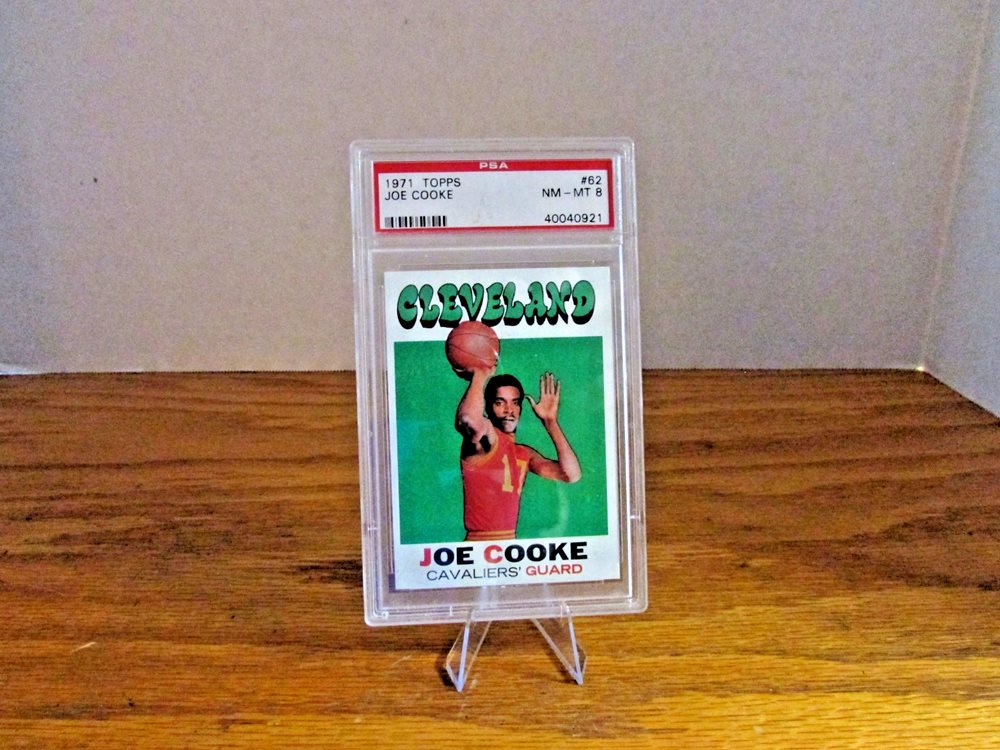 PSA
1971 TOPPS #62
JOE COOKE NM-MT 8
40040921
CLEVELAND
17
JOE COOKE
CAVALIERS' GUARD